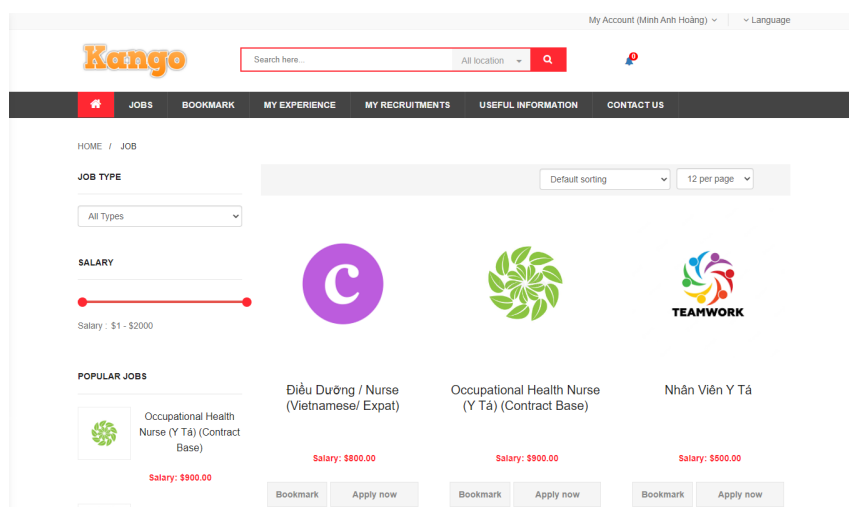 My Account (Minh Anh Hoàng)
Language
Kango
Search here...
All location
0
JOBS
BOOKMARK
MY EXPERIENCE
MY RECRUITMENTS
USEFUL INFORMATION
CONTACT US
HOME / JOB
JOB TYPE
All Types
SALARY
Salary : $1 - $2000
POPULAR JOBS
Occupational Health
Nurse (Y Tá) (Contract
Base)
Salary: $900.00
Default sorting
12 per page
C
TEAMWORK
Điều Dưỡng / Nurse
(Vietnamese/ Expat)
Occupational Health Nurse
(Y Tá) (Contract Base)
Nhân Viên Y Tá
Salary: $800.00
Salary: $900.00
Salary: $500.00
Bookmark
Apply now
Bookmark
Apply now
Bookmark
Apply now